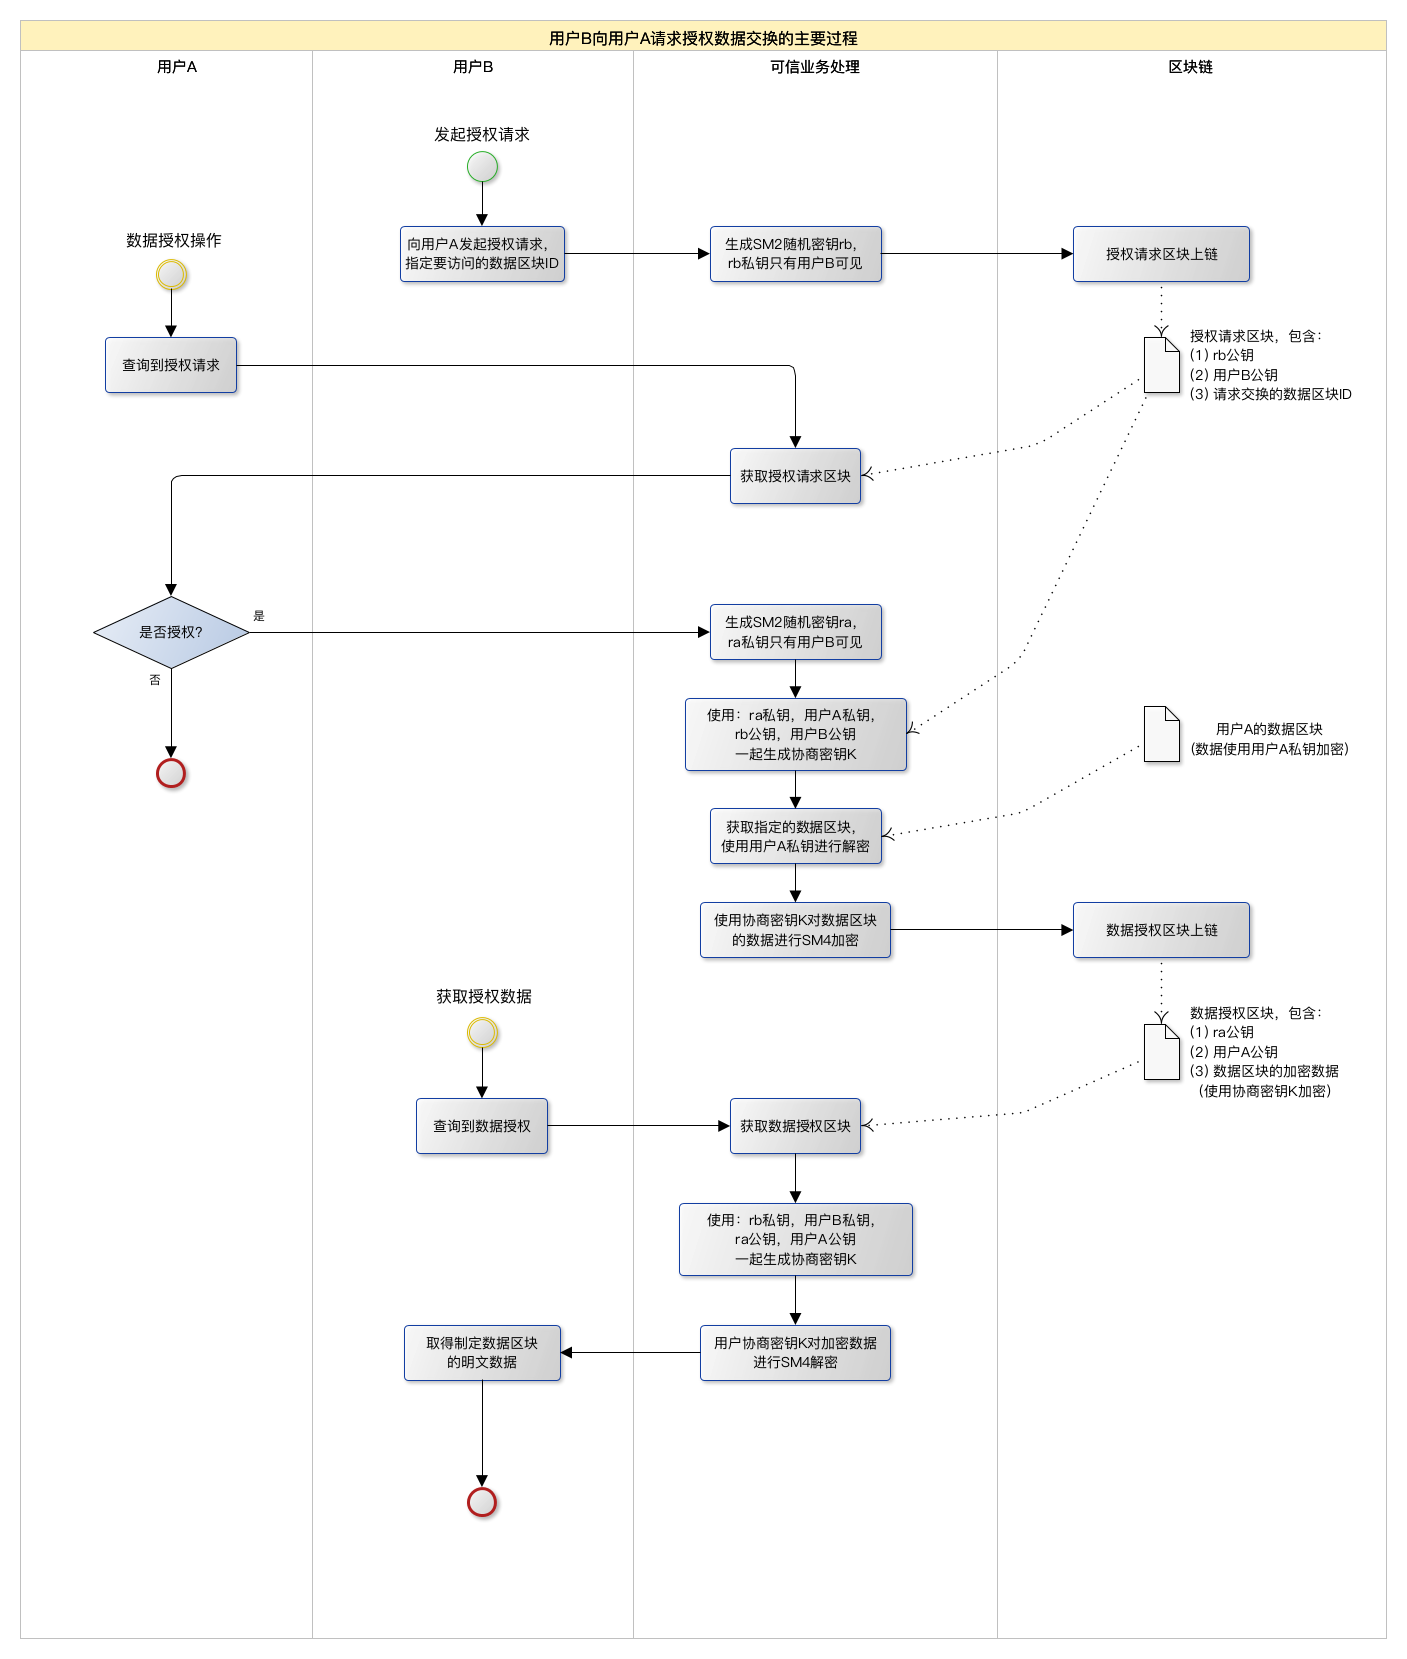 用户B向用户A请求授权数据交换的主要过程
用户A
用户B
可信业务处理
区块链
发起授权请求
向用户A发起授权请求，
指定要访问的数据区块ID
生成SM2随机密钥rb，
rb私钥只有用户B可见
授权请求区块上链
数据授权操作
查询到授权请求
授权请求区块，包含：
(1) rb公钥
(2) 用户B公钥
(3) 请求交换的数据区块ID
获取授权请求区块
是否授权?
是
否
生成SM2随机密钥ra，
ra私钥只有用户B可见
使用：ra私钥，用户A私钥，
rb公钥，用户B公钥
一起生成协商密钥K
用户A的数据区块
(数据使用用户A私钥加密)
获取指定的数据区块，
使用用户A私钥进行解密
使用协商密钥K对数据区块
的数据进行SM4加密
数据授权区块上链
获取授权数据
数据授权区块，包含：
(1) ra公钥
(2) 用户A公钥
(3) 数据区块的加密数据
（使用协商密钥K加密）
查询到数据授权
获取数据授权区块
使用：rb私钥，用户B私钥，
ra公钥，用户A公钥
一起生成协商密钥K
用户协商密钥K对加密数据
进行SM4解密
取得制定数据区块
的明文数据